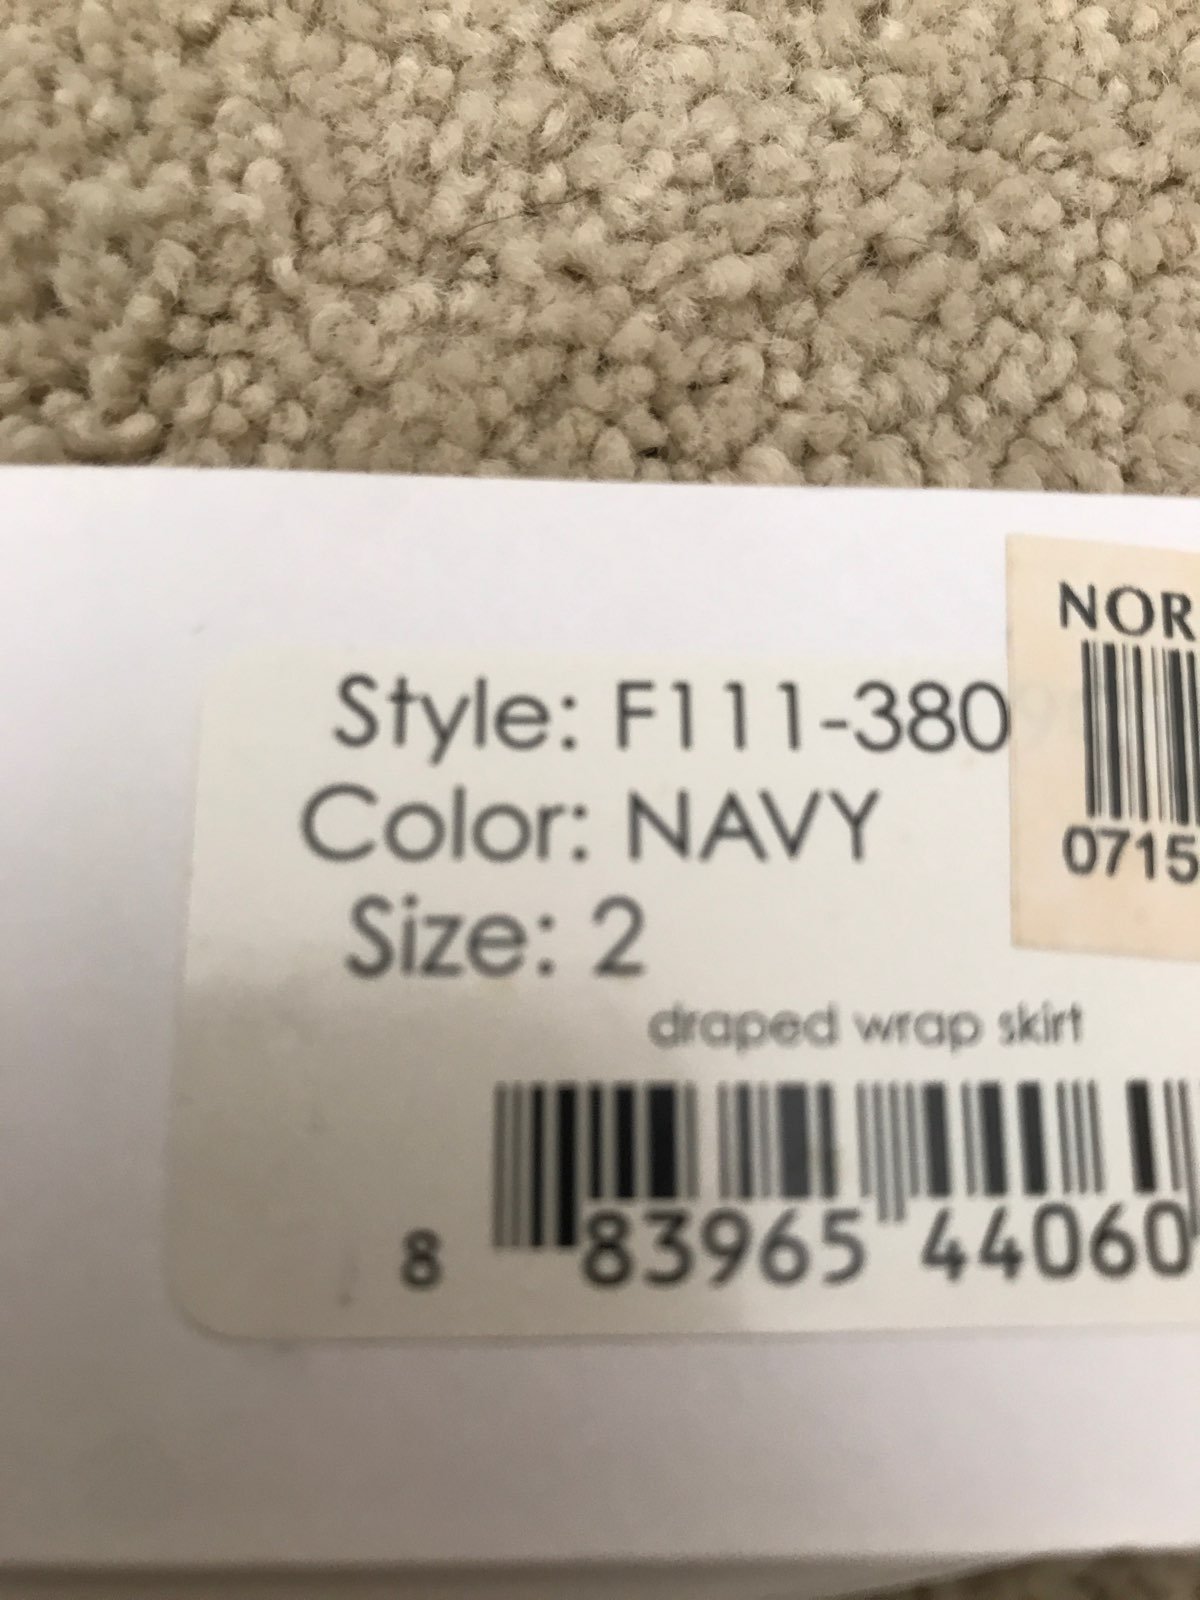 Style: F111-380
Color: NAVY
Size: 2
draped wrap skirt
8 83965 44060
NOR
0715